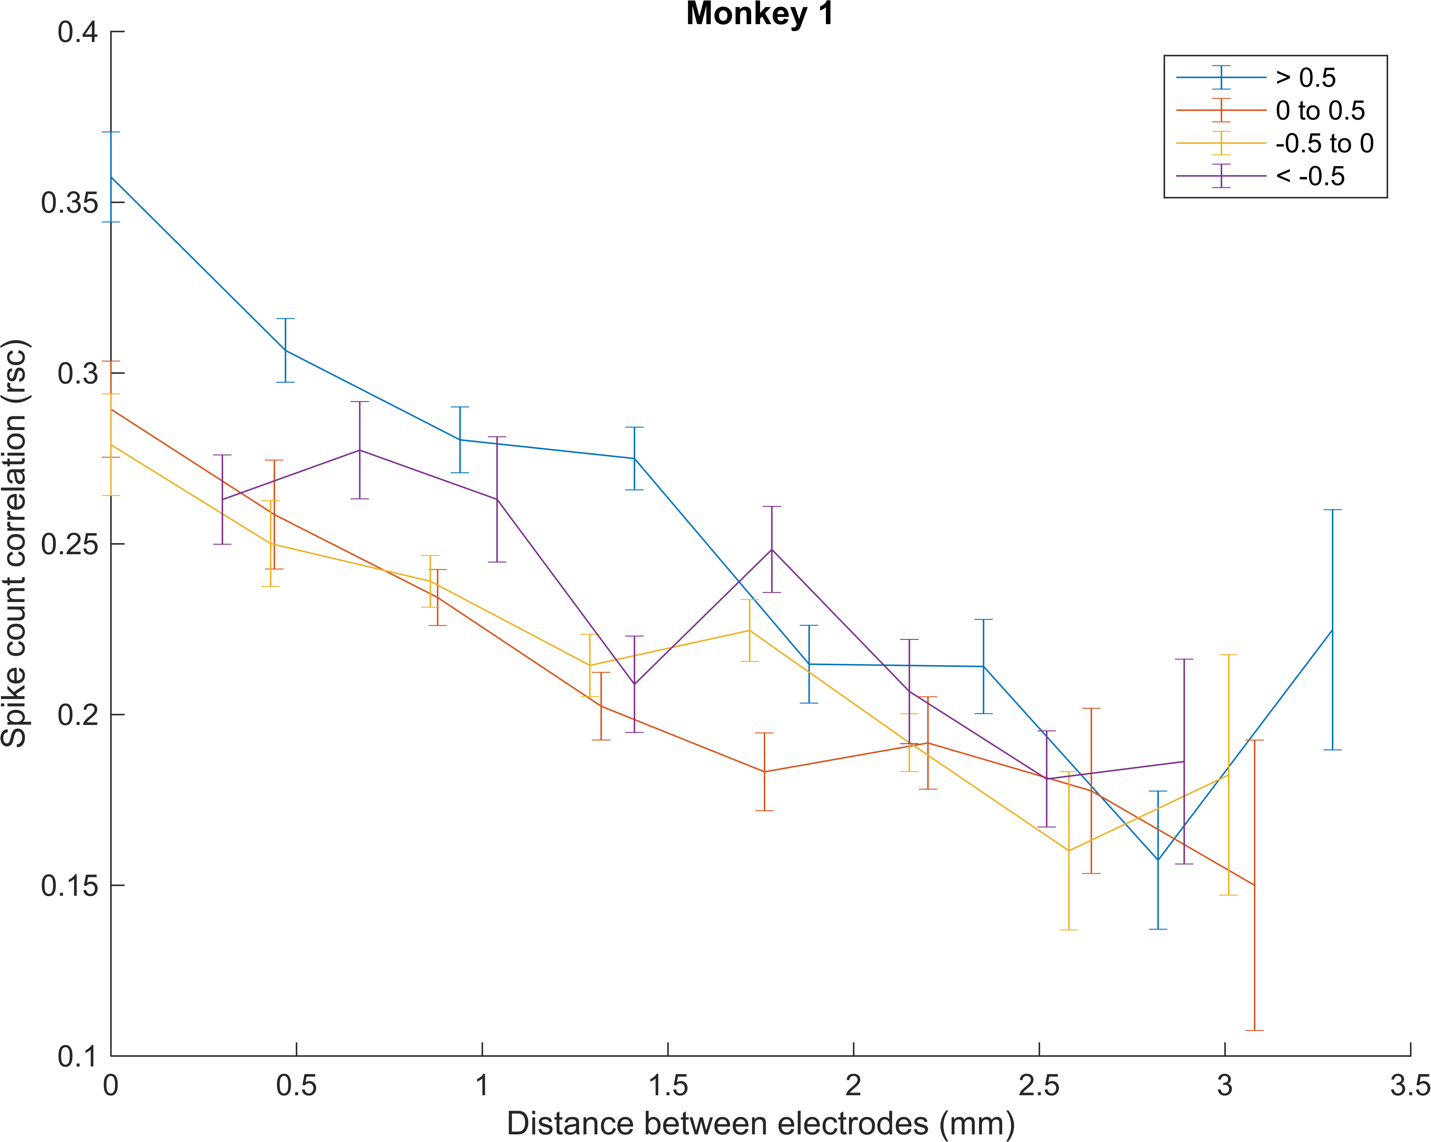 Monkey 1
> 0.5
0 to 0.5
-0.5 to 0
< -0.5
0.4
0.35
0.3
0.25
0.2
0.15
0.1
Spike count correlation (rsc)
0 0.5 1 1.5 2 2.5 3 3.5
Distance between electrodes (mm)